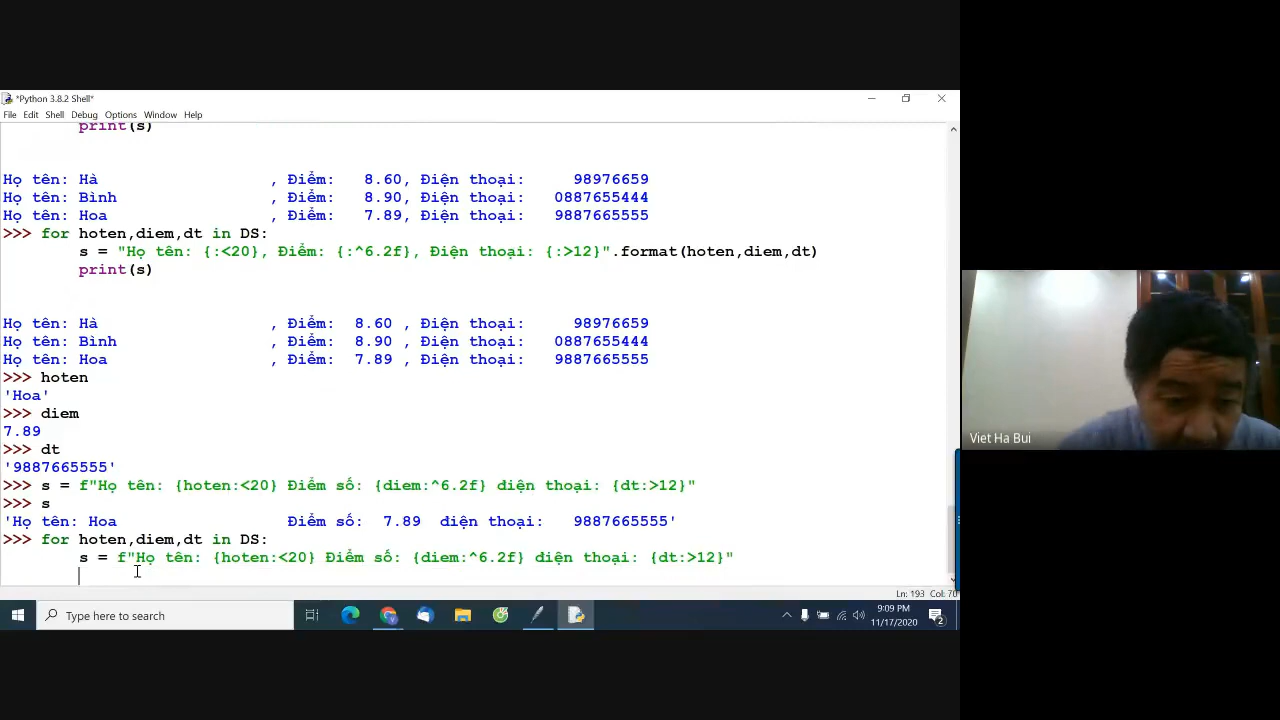 *Python 3.8.2 Shell*
File Edit Shell Debug Options Window Help
print(s)
Họ tên: Hà , Điểm: 8.60, Điện thoại: 98976659
Họ tên: Bình , Điểm: 8.90, Điện thoại: 0887655444
Họ tên: Hoa , Điểm: 7.89, Điện thoại: 9887665555
>>> for hoten,diem,dt in DS:
s = "Họ tên: {:<20}, Điểm: {:^6.2f}, Điện thoại: {:>12}".format(hoten,diem,dt)
print(s)
Họ tên: Hà , Điểm: 8.60 , Điện thoại: 98976659
Họ tên: Bình , Điểm: 8.90 , Điện thoại: 0887655444
Họ tên: Hoa , Điểm: 7.89 , Điện thoại: 9887665555
>>> hoten
'Hoa'
>>> diem
7.89
>>> dt
'9887665555'
>>> s = f"Họ tên: {hoten:<20} Điểm số: {diem:^6.2f} diện thoại: {dt:>12}"
>>> s
'Họ tên: Hoa Điểm số: 7.89 diện thoại: 9887665555'
>>> for hoten,diem,dt in DS:
s = f"Họ tên: {hoten:<20} Điểm số: {diem:^6.2f} diện thoại: {dt:>12}"
Ln: 193 Col: 70
Type here to search
9:09 PM
11/17/2020
2
Viet Ha Bui